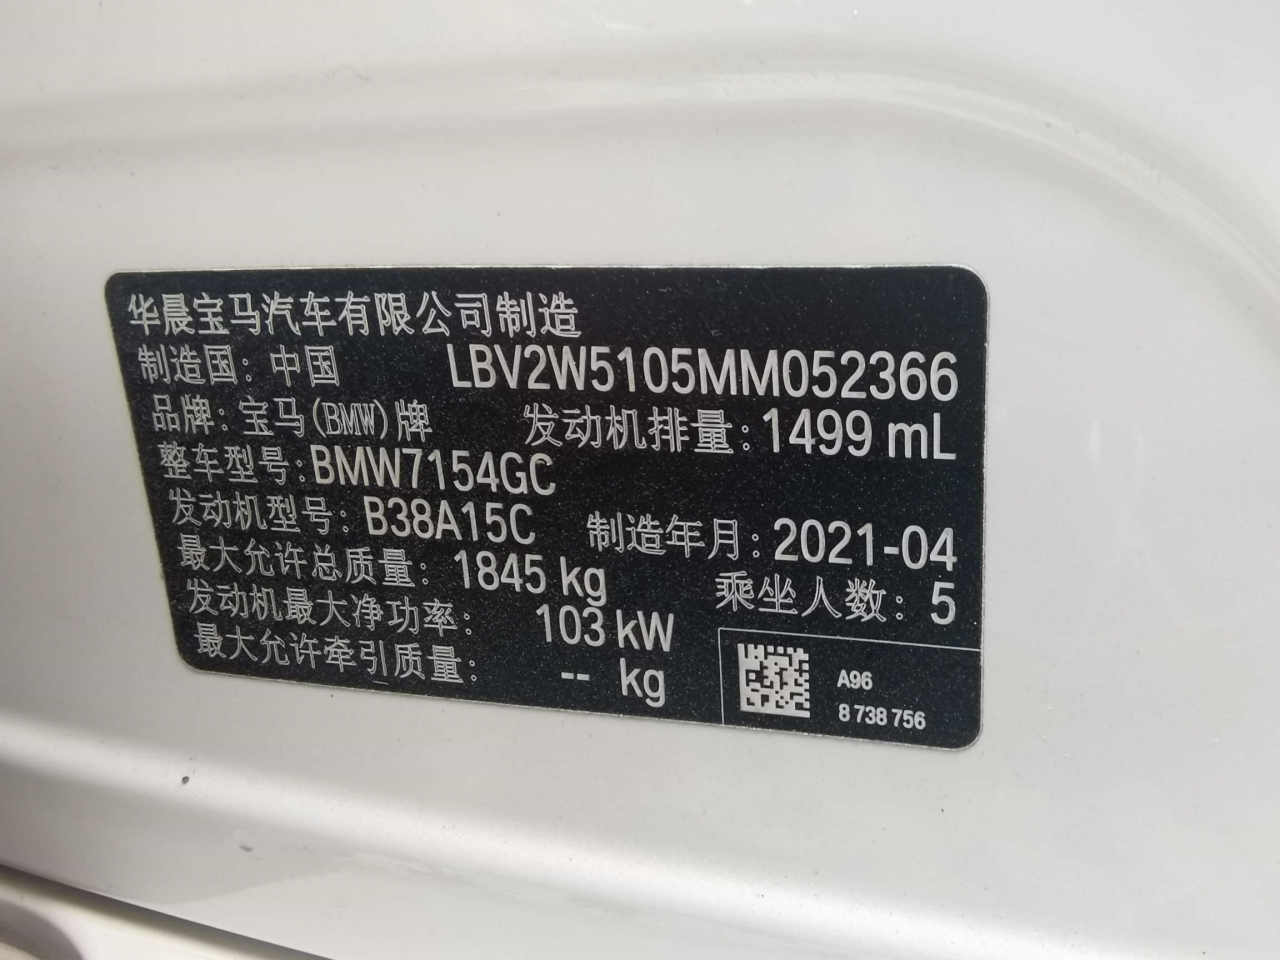 华晨宝马汽车有限公司制造
制造国：中国 LBV2W5105MM052366
品牌：宝马(BMW)牌 发动机排量：1499 mL
整车型号：BMW7154GC
发动机型号：B38A15C 制造年月：2021-04
最大允许总质量：1845 kg 乘坐人数：5
发动机最大净功率：103 kW
最大允许牵引质量：-- kg
A96
8 738 756